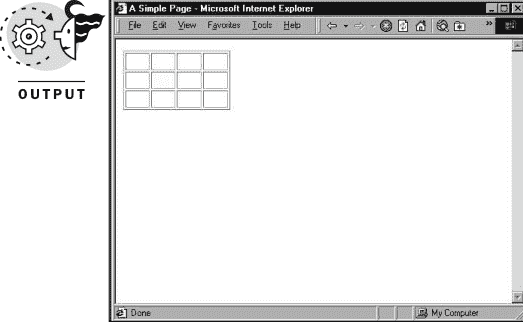 A Simple Page - Microsoft Internet Explorer
File Edit View Favorites Tools Help
»
OUTPUT
Done
My Computer